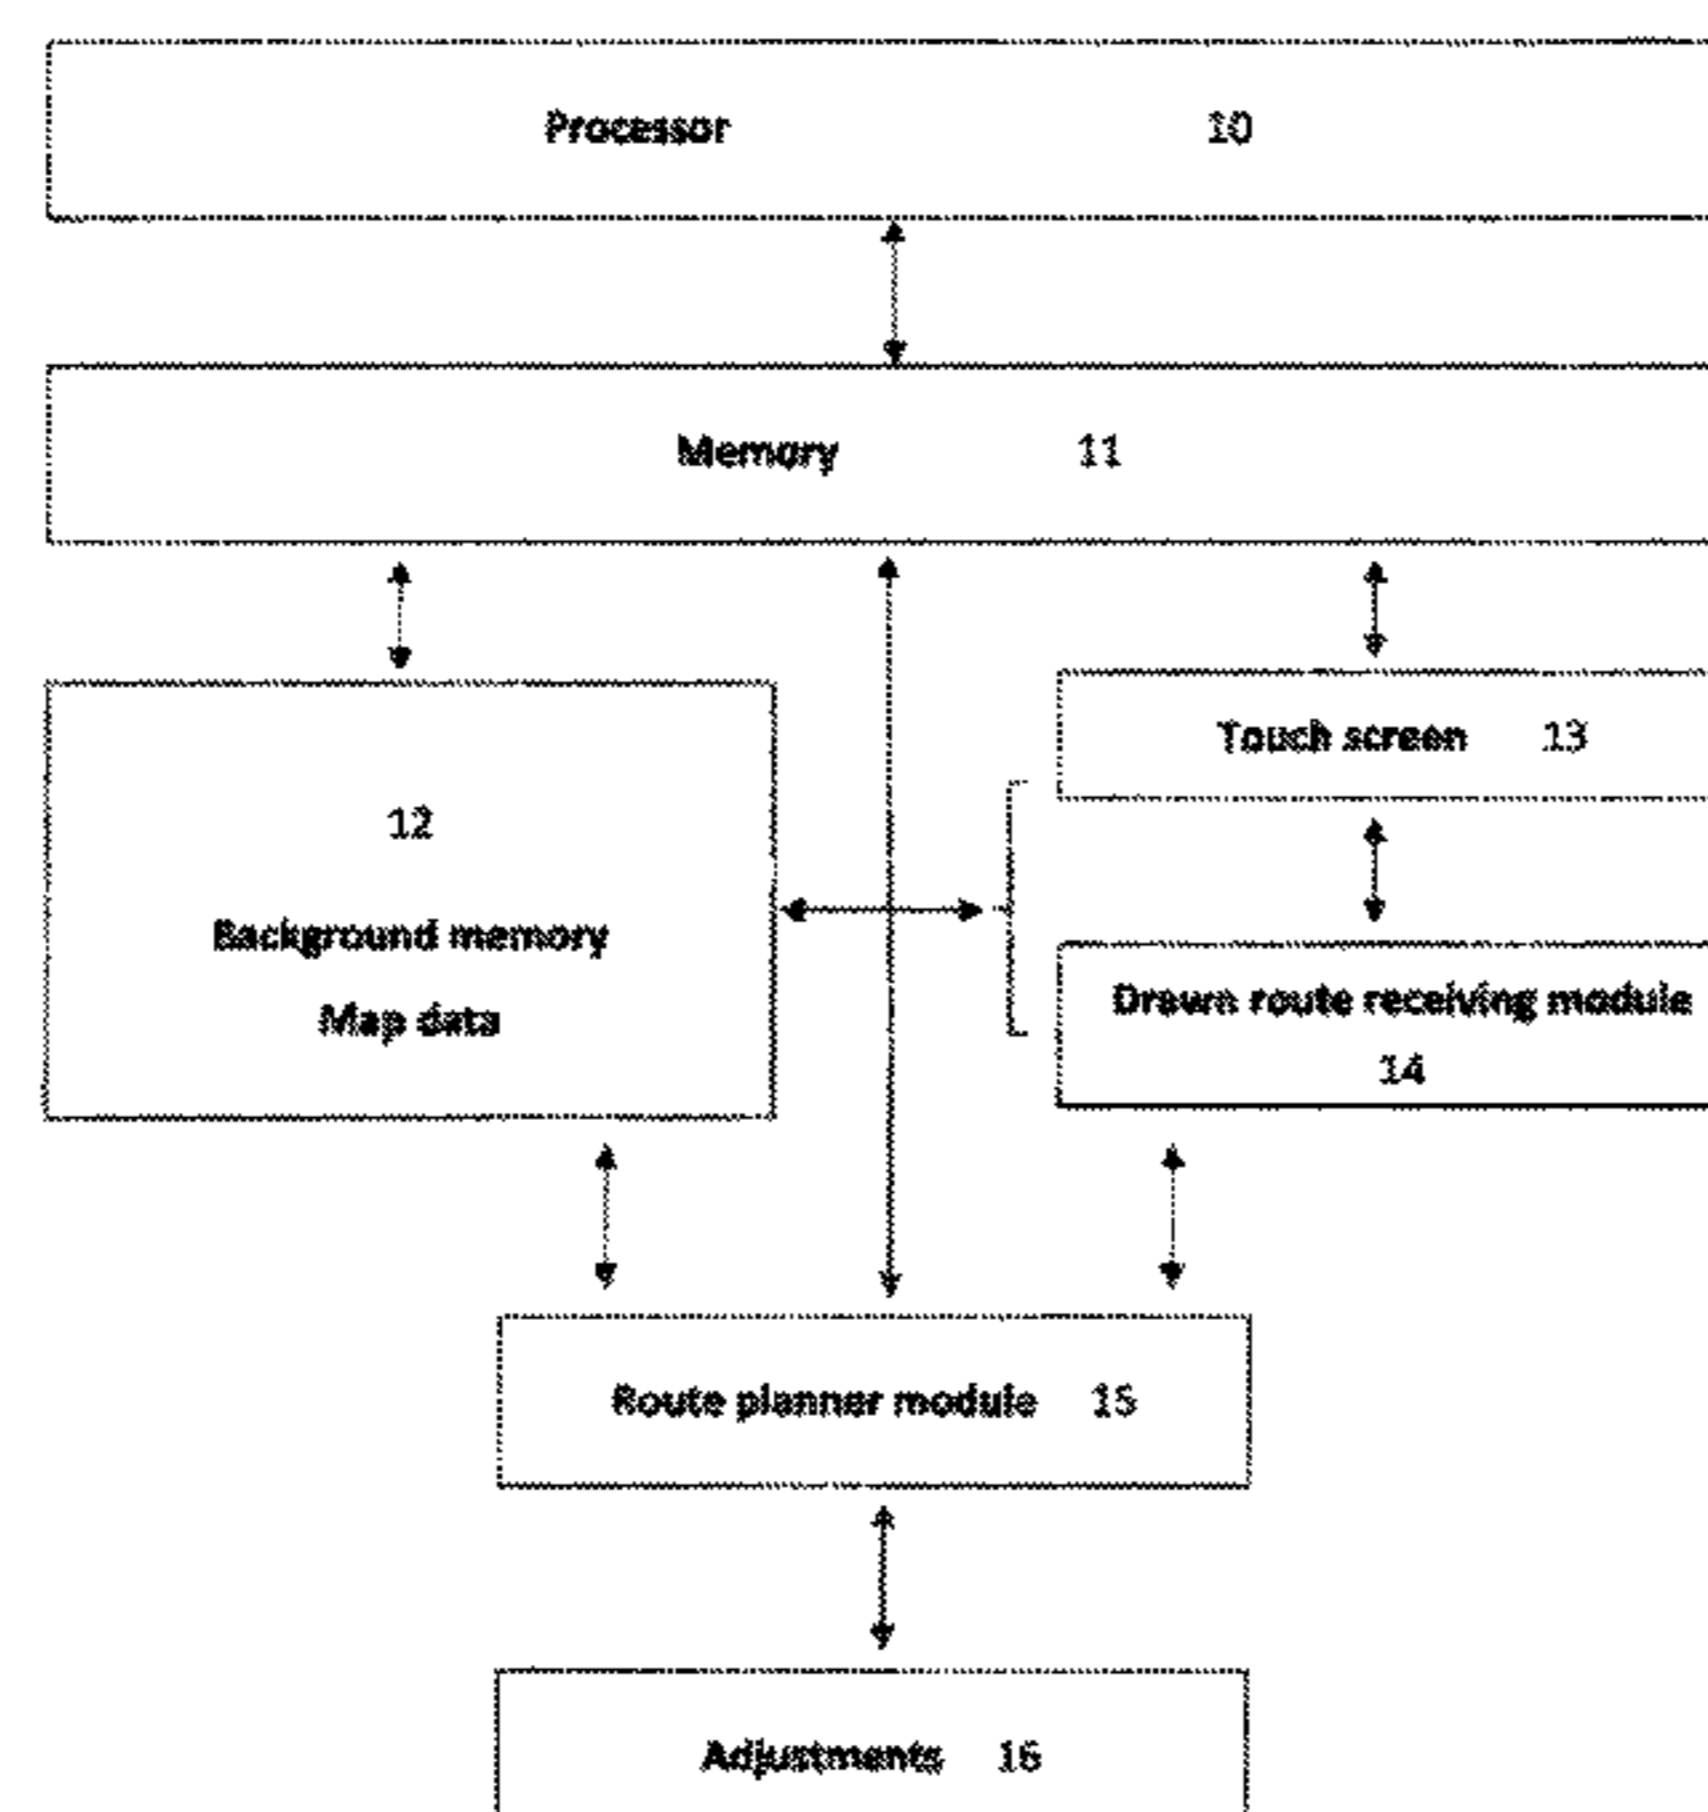 Processor 10
Memory 11
Touch screen 13
12
Background memory
Map data
Drawn route receiving module
14
Route planner module 15
Adjustments 16